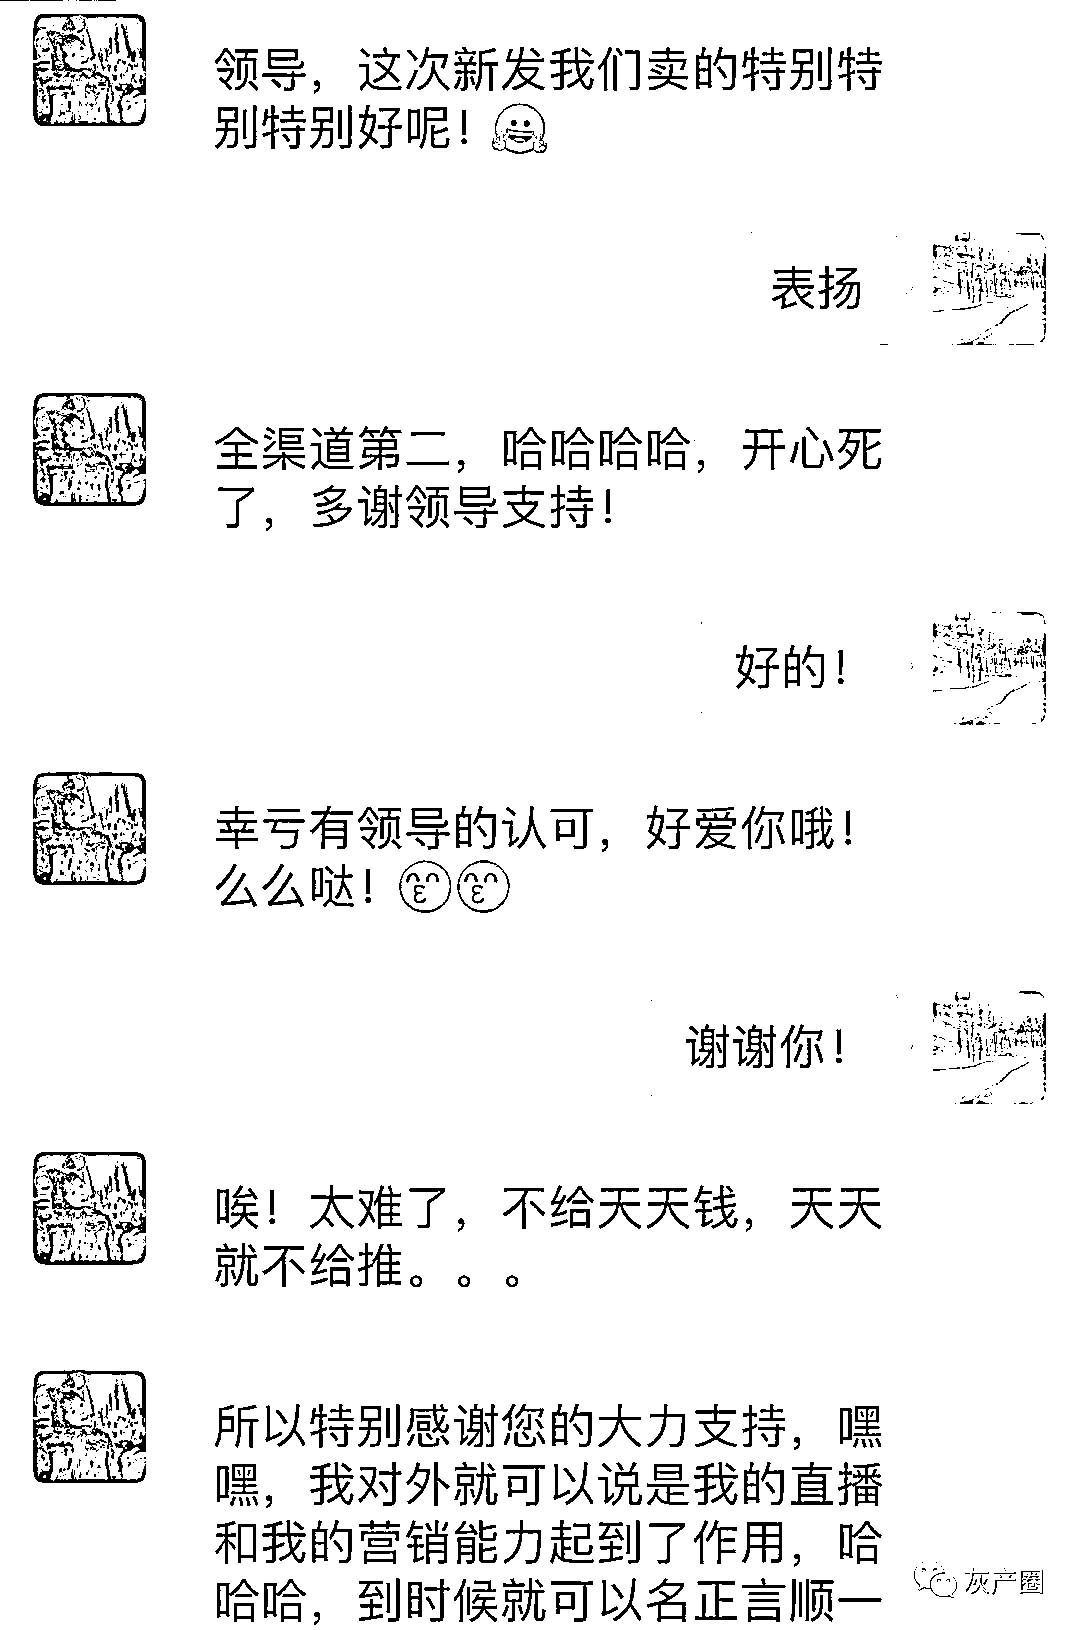 领导，这次新发我们卖的特别特
别特别好呢！
表扬
全渠道第二，哈哈哈哈，开心死
了，多谢领导支持！
好的！
幸亏有领导的认可，好爱你哦！
么么哒！
谢谢你！
唉！太难了，不给天天钱，天天
就不给推。。。
所以特别感谢您的大力支持，嘿
嘿，我对外就可以说是我的直播
和我的营销能力起到了作用，哈
哈哈，到时候就可以名正言顺一
灰产圈